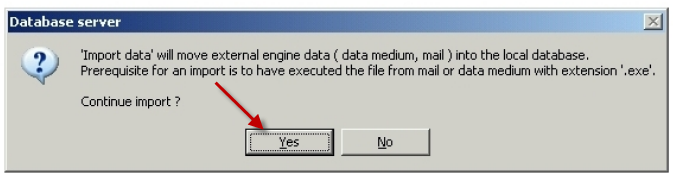 Database server
'Import data' will move external engine data ( data medium, mail ) into the local database.
Prerequisite for an import is to have executed the file from mail or data medium with extension '.exe'.
Continue import ?
Yes
No